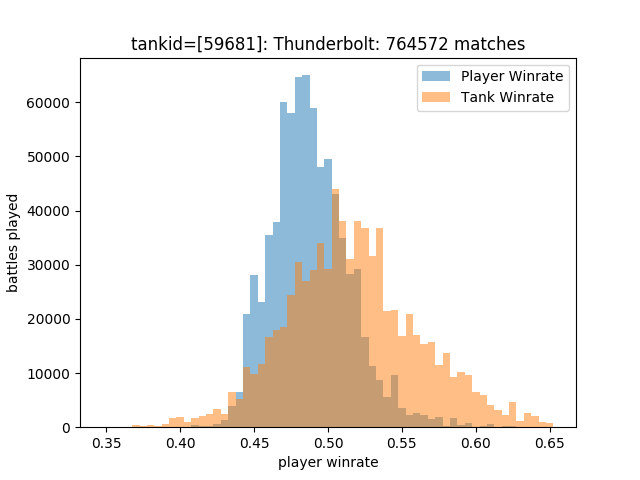 tankid=[59681]: Thunderbolt: 764572 matches
Player Winrate
Tank Winrate
60000
50000
40000
30000
20000
10000
0
battles played
0.35 0.40 0.45 0.50 0.55 0.60 0.65
player winrate